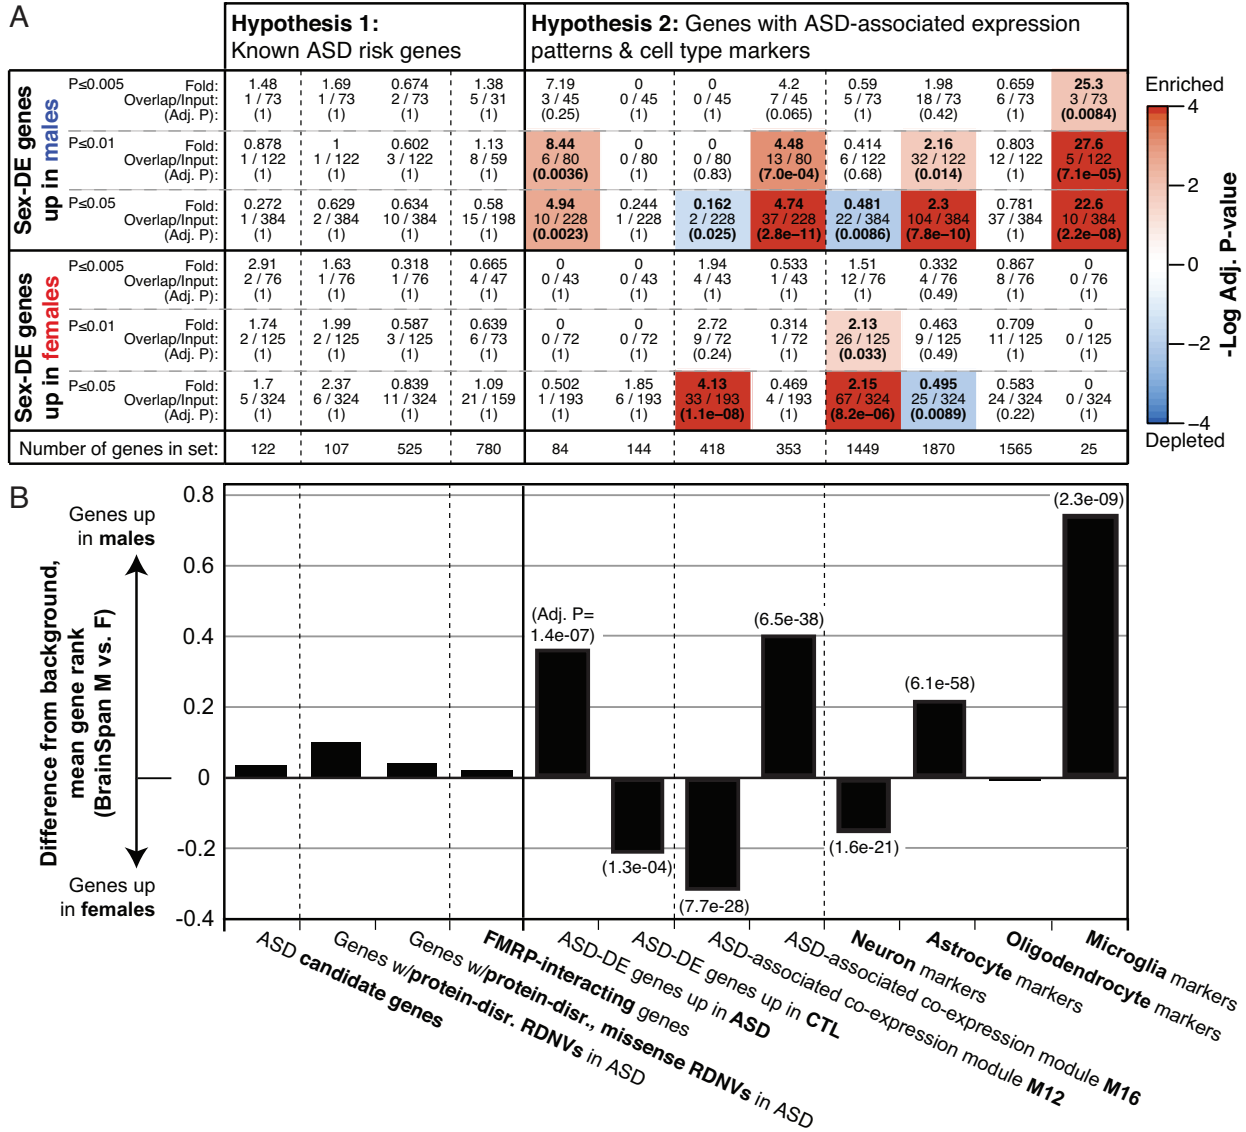 A
Hypothesis 1:
Known ASD risk genes
Hypothesis 2: Genes with ASD-associated expression
patterns & cell type markers
Sex-DE genes
up in males
P≤0.005 Fold: 1.48 1.69 0.674 1.38 7.19 0 0 4.2 0.59 1.98 0.659 25.3
Overlap/Input: 1 / 73 1 / 73 2 / 73 5 / 31 3 / 45 0 / 45 0 / 45 7 / 45 5 / 73 18 / 73 6 / 73 3 / 73
(Adj. P): (1) (1) (1) (1) (0.25) (1) (1) (0.065) (1) (0.42) (1) (0.0084)
P≤0.01 Fold: 0.878 1 0.602 1.13 8.44 0 0 4.48 0.414 2.16 0.803 27.6
Overlap/Input: 1 / 122 1 / 122 3 / 122 8 / 59 6 / 80 0 / 80 0 / 80 13 / 80 6 / 122 32 / 122 12 / 122 5 / 122
(Adj. P): (1) (1) (1) (1) (0.0036) (1) (0.83) (7.0e-04) (0.68) (0.014) (1) (7.1e−05)
P≤0.05 Fold: 0.272 0.629 0.634 0.58 4.94 0.244 0.162 4.74 0.481 2.3 0.781 22.6
Overlap/Input: 1 / 384 2 / 384 10 / 384 15 / 198 10 / 228 1 / 228 2 / 228 37 / 228 22 / 384 104 / 384 37 / 384 10 / 384
(Adj. P): (1) (1) (1) (1) (0.0023) (1) (0.025) (2.8e−11) (0.0086) (7.8e−10) (1) (2.2e−08)
Sex-DE genes
up in females
P≤0.005 Fold: 2.91 1.63 0.318 0.665 0 0 1.94 0.533 1.51 0.332 0.867 0
Overlap/Input: 2 / 76 1 / 76 1 / 76 4 / 47 0 / 43 0 / 43 4 / 43 1 / 43 12 / 76 4 / 76 8 / 76 0 / 76
(Adj. P): (1) (1) (1) (1) (1) (1) (1) (1) (1) (0.49) (1) (1)
P≤0.01 Fold: 1.74 1.99 0.587 0.639 0 0 2.72 0.314 2.13 0.463 0.709 0
Overlap/Input: 2 / 125 2 / 125 3 / 125 6 / 73 0 / 72 0 / 72 9 / 72 1 / 72 26 / 125 9 / 125 11 / 125 0 / 125
(Adj. P): (1) (1) (1) (1) (1) (1) (0.24) (1) (0.033) (0.49) (1) (1)
P≤0.05 Fold: 1.7 2.37 0.839 1.09 0.502 1.85 4.13 0.469 2.15 0.495 0.583 0
Overlap/Input: 5 / 324 6 / 324 11 / 324 21 / 159 1 / 193 6 / 193 33 / 193 4 / 193 67 / 324 25 / 324 24 / 324 0 / 324
(Adj. P): (1) (1) (1) (1) (1) (1) (1.1e−08) (1) (8.2e−06) (0.0089) (0.22) (1)
Number of genes in set: 122 107 525 780 84 144 418 353 1449 1870 1565 25
Enriched
4
2
0
−2
−4
Depleted
-Log Adj. P-value
B
Genes up
in males
Genes up
in females
Difference from background,
mean gene rank
(BrainSpan M vs. F)
0.8
0.6
0.4
0.2
0
-0.2
-0.4
(Adj. P=
1.4e-07)
(1.3e-04)
(7.7e-28)
(6.5e-38)
(1.6e-21)
(6.1e-58)
(2.3e-09)
ASD candidate genes
Genes w/protein-disr. RDNVs in ASD
Genes w/protein-disr., missense RDNVs in ASD
FMRP-interacting genes
ASD-DE genes up in ASD
ASD-DE genes up in CTL
ASD-associated co-expression module M12
ASD-associated co-expression module M16
Neuron markers
Astrocyte markers
Oligodendrocyte markers
Microglia markers